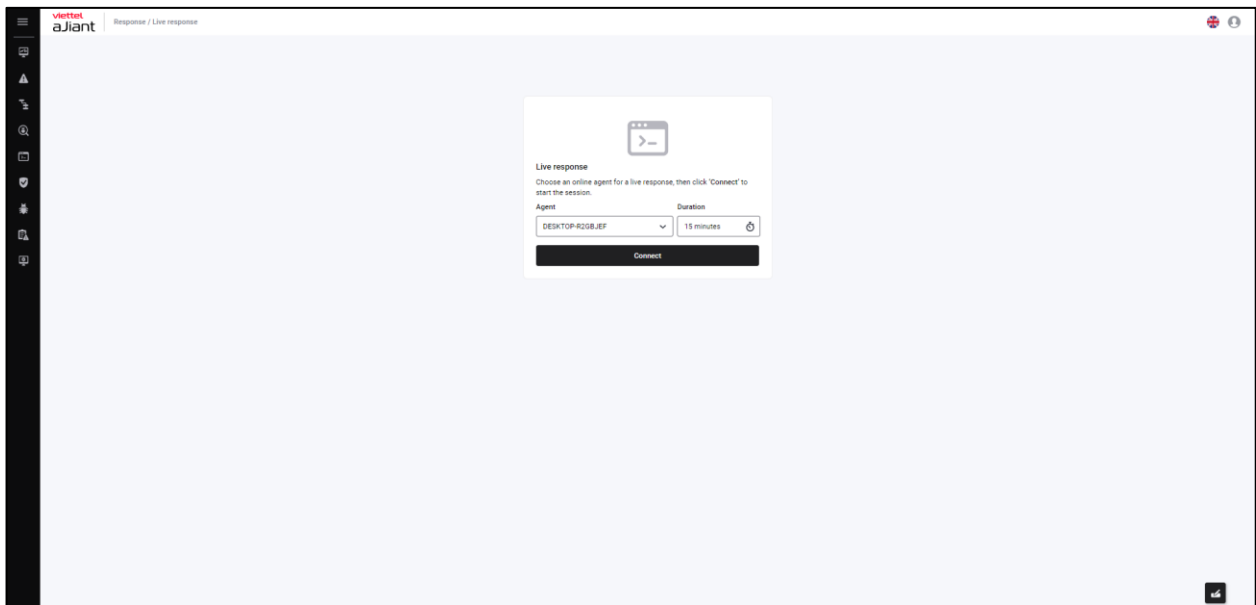 viettel
aJiant
Response / Live response
Live response
Choose an online agent for a live response, then click 'Connect' to
start the session.
Agent Duration
DESKTOP-R2GBJEF 15 minutes
Connect